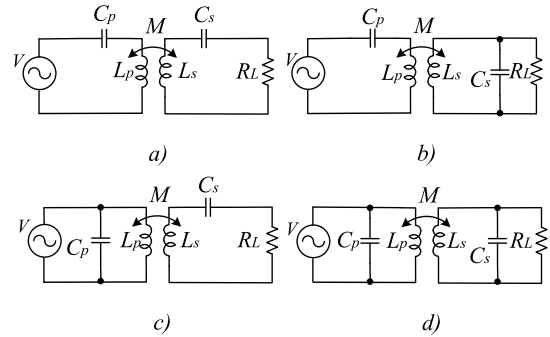 Cp M Cs
V Lp Ls RL
a)
Cp M
V Lp Ls Cs RL
b)
M Cs
V Cp Lp Ls RL
c)
M
V Cp Lp Ls Cs RL
d)